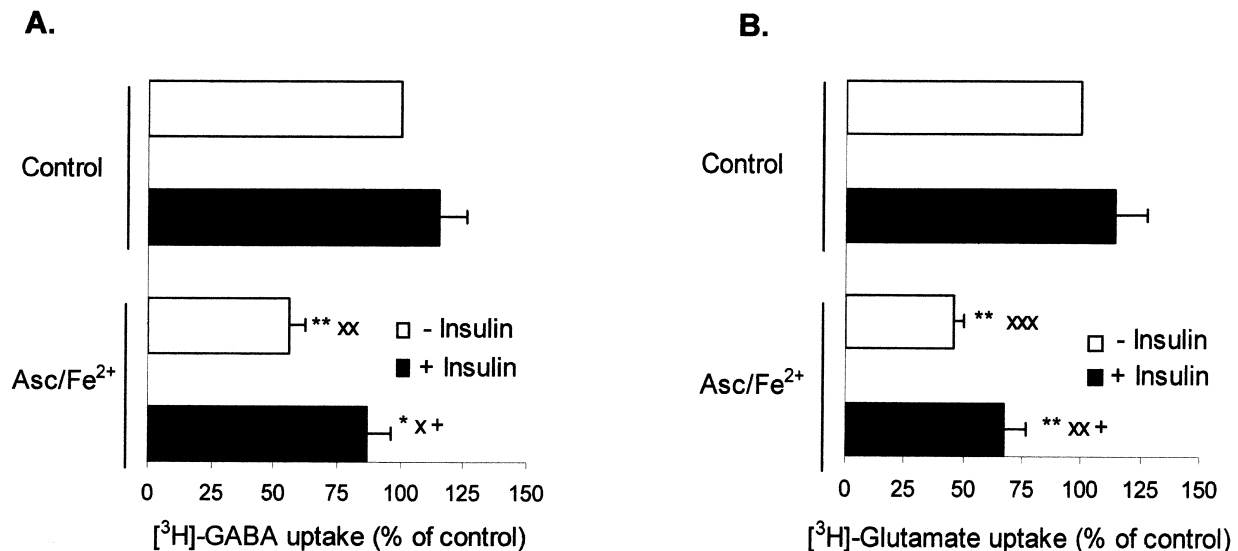 A.
Control
Asc/Fe²⁺
** xx
* x +
- Insulin
+ Insulin
0 25 50 75 100 125 150
[³H]-GABA uptake (% of control)
B.
Control
Asc/Fe²⁺
** xxx
** xx +
- Insulin
+ Insulin
0 25 50 75 100 125 150
[³H]-Glutamate uptake (% of control)